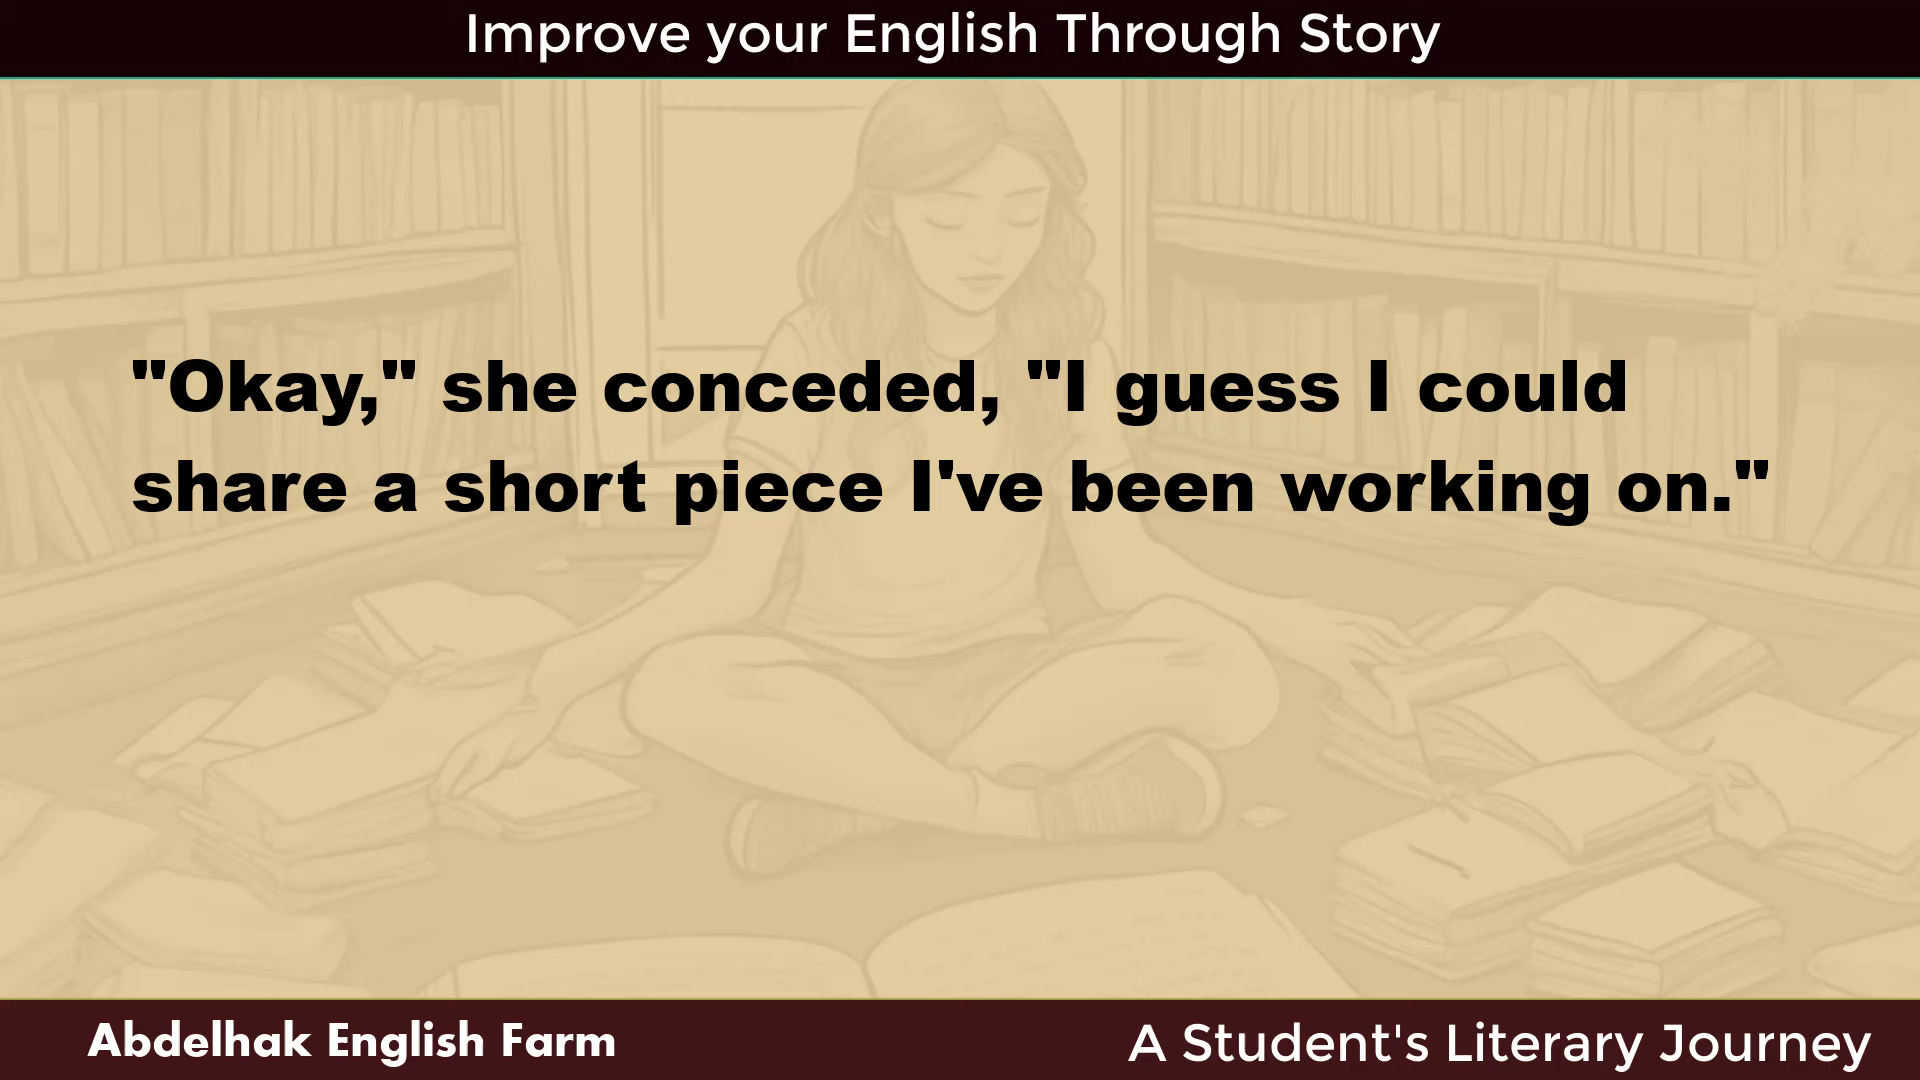 Improve your English Through Story
"Okay," she conceded, "I guess I could
share a short piece I've been working on."
Abdelhak English Farm
A Student's Literary Journey